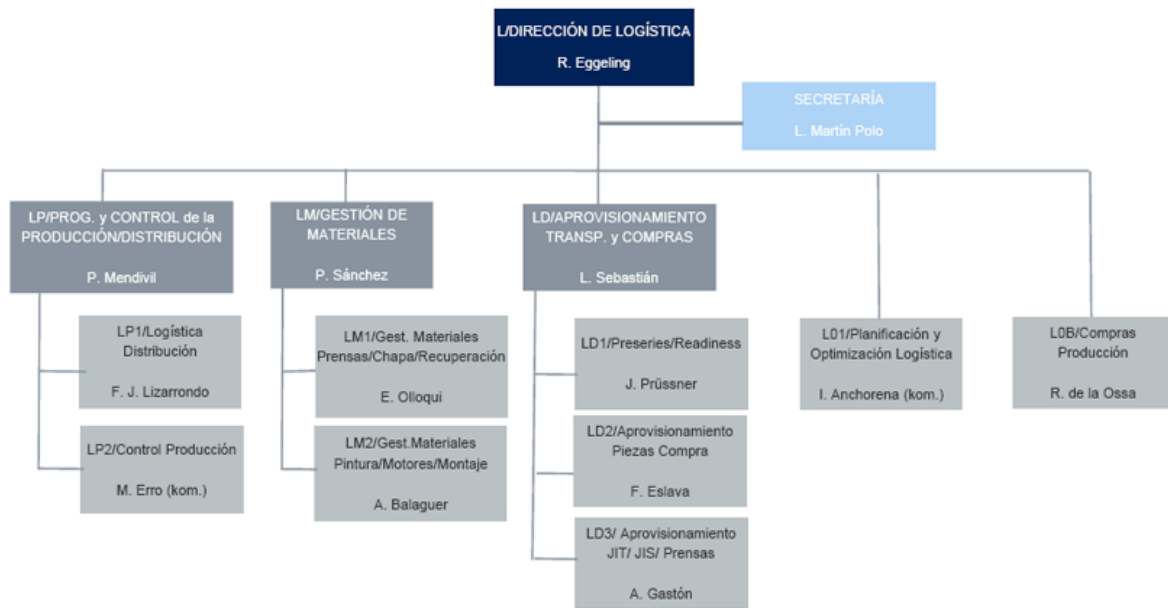 L/DIRECCIÓN DE LOGÍSTICA
R. Eggeling
SECRETARÍA
L. Martín Polo
LP/PROG. y CONTROL de la
PRODUCCIÓN/DISTRIBUCIÓN
P. Mendivil
LM/GESTIÓN DE
MATERIALES
P. Sánchez
LD/APROVISIONAMIENTO
TRANSP. y COMPRAS
L. Sebastián
LP1/Logística
Distribución
F. J. Lizarrondo
LP2/Control Producción
M. Erro (kom.)
LM1/Gest. Materiales
Prensas/Chapa/Recuperación
E. Olloqui
LM2/Gest.Materiales
Pintura/Motores/Montaje
A. Balaguer
LD1/Preseries/Readiness
J. Prüssner
LD2/Aprovisionamiento
Piezas Compra
F. Eslava
LD3/ Aprovisionamiento
JIT/ JIS/ Prensas
A. Gastón
L01/Planificación y
Optimización Logística
I. Anchorena (kom.)
L0B/Compras
Producción
R. de la Ossa